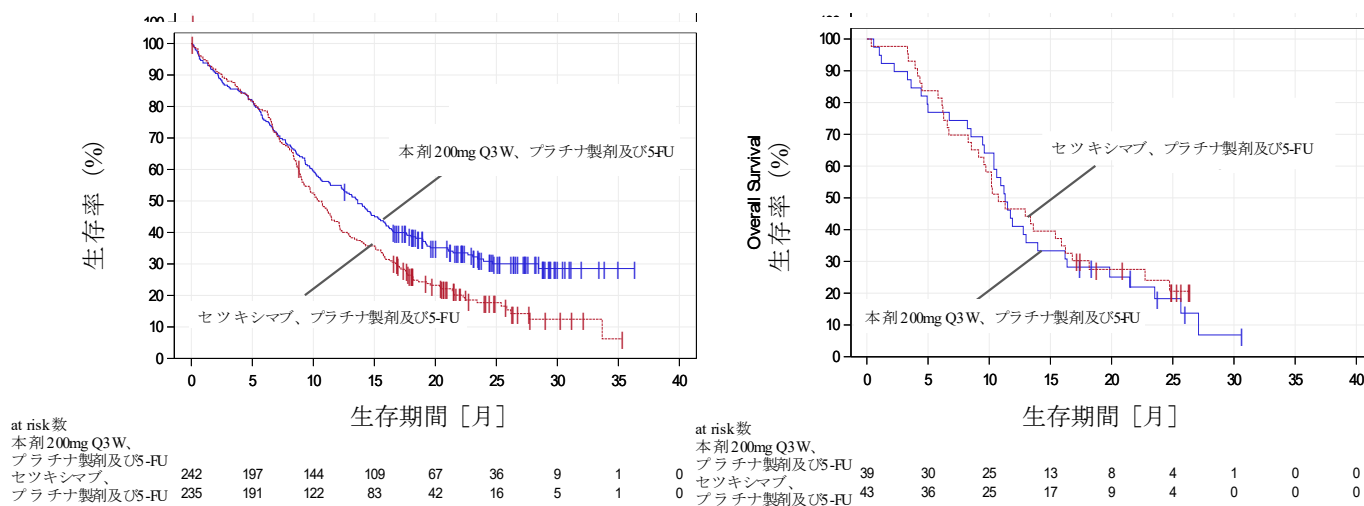 100
100
90
80
70
60
50
40
30
20
10
0
生存率 (%)
本剤200mg Q3W、プラチナ製剤及び5-FU
セツキシマブ、プラチナ製剤及び5-FU
0 5 10 15 20 25 30 35 40
生存期間［月］
at risk数
本剤200mg Q3W、
プラチナ製剤及び5-FU 242 197 144 109 67 36 9 1 0
セツキシマブ、
プラチナ製剤及び5-FU 235 191 122 83 42 16 5 1 0
100
100
90
80
70
60
50
40
30
20
10
0
Overall Survival
生存率 (%)
セツキシマブ、プラチナ製剤及び5-FU
本剤200mg Q3W、プラチナ製剤及び5-FU
0 5 10 15 20 25 30 35 40
生存期間［月］
at risk数
本剤200mg Q3W、
プラチナ製剤及び5-FU 39 30 25 13 8 4 1 0 0
セツキシマブ、
プラチナ製剤及び5-FU 43 36 25 17 9 4 0 0 0